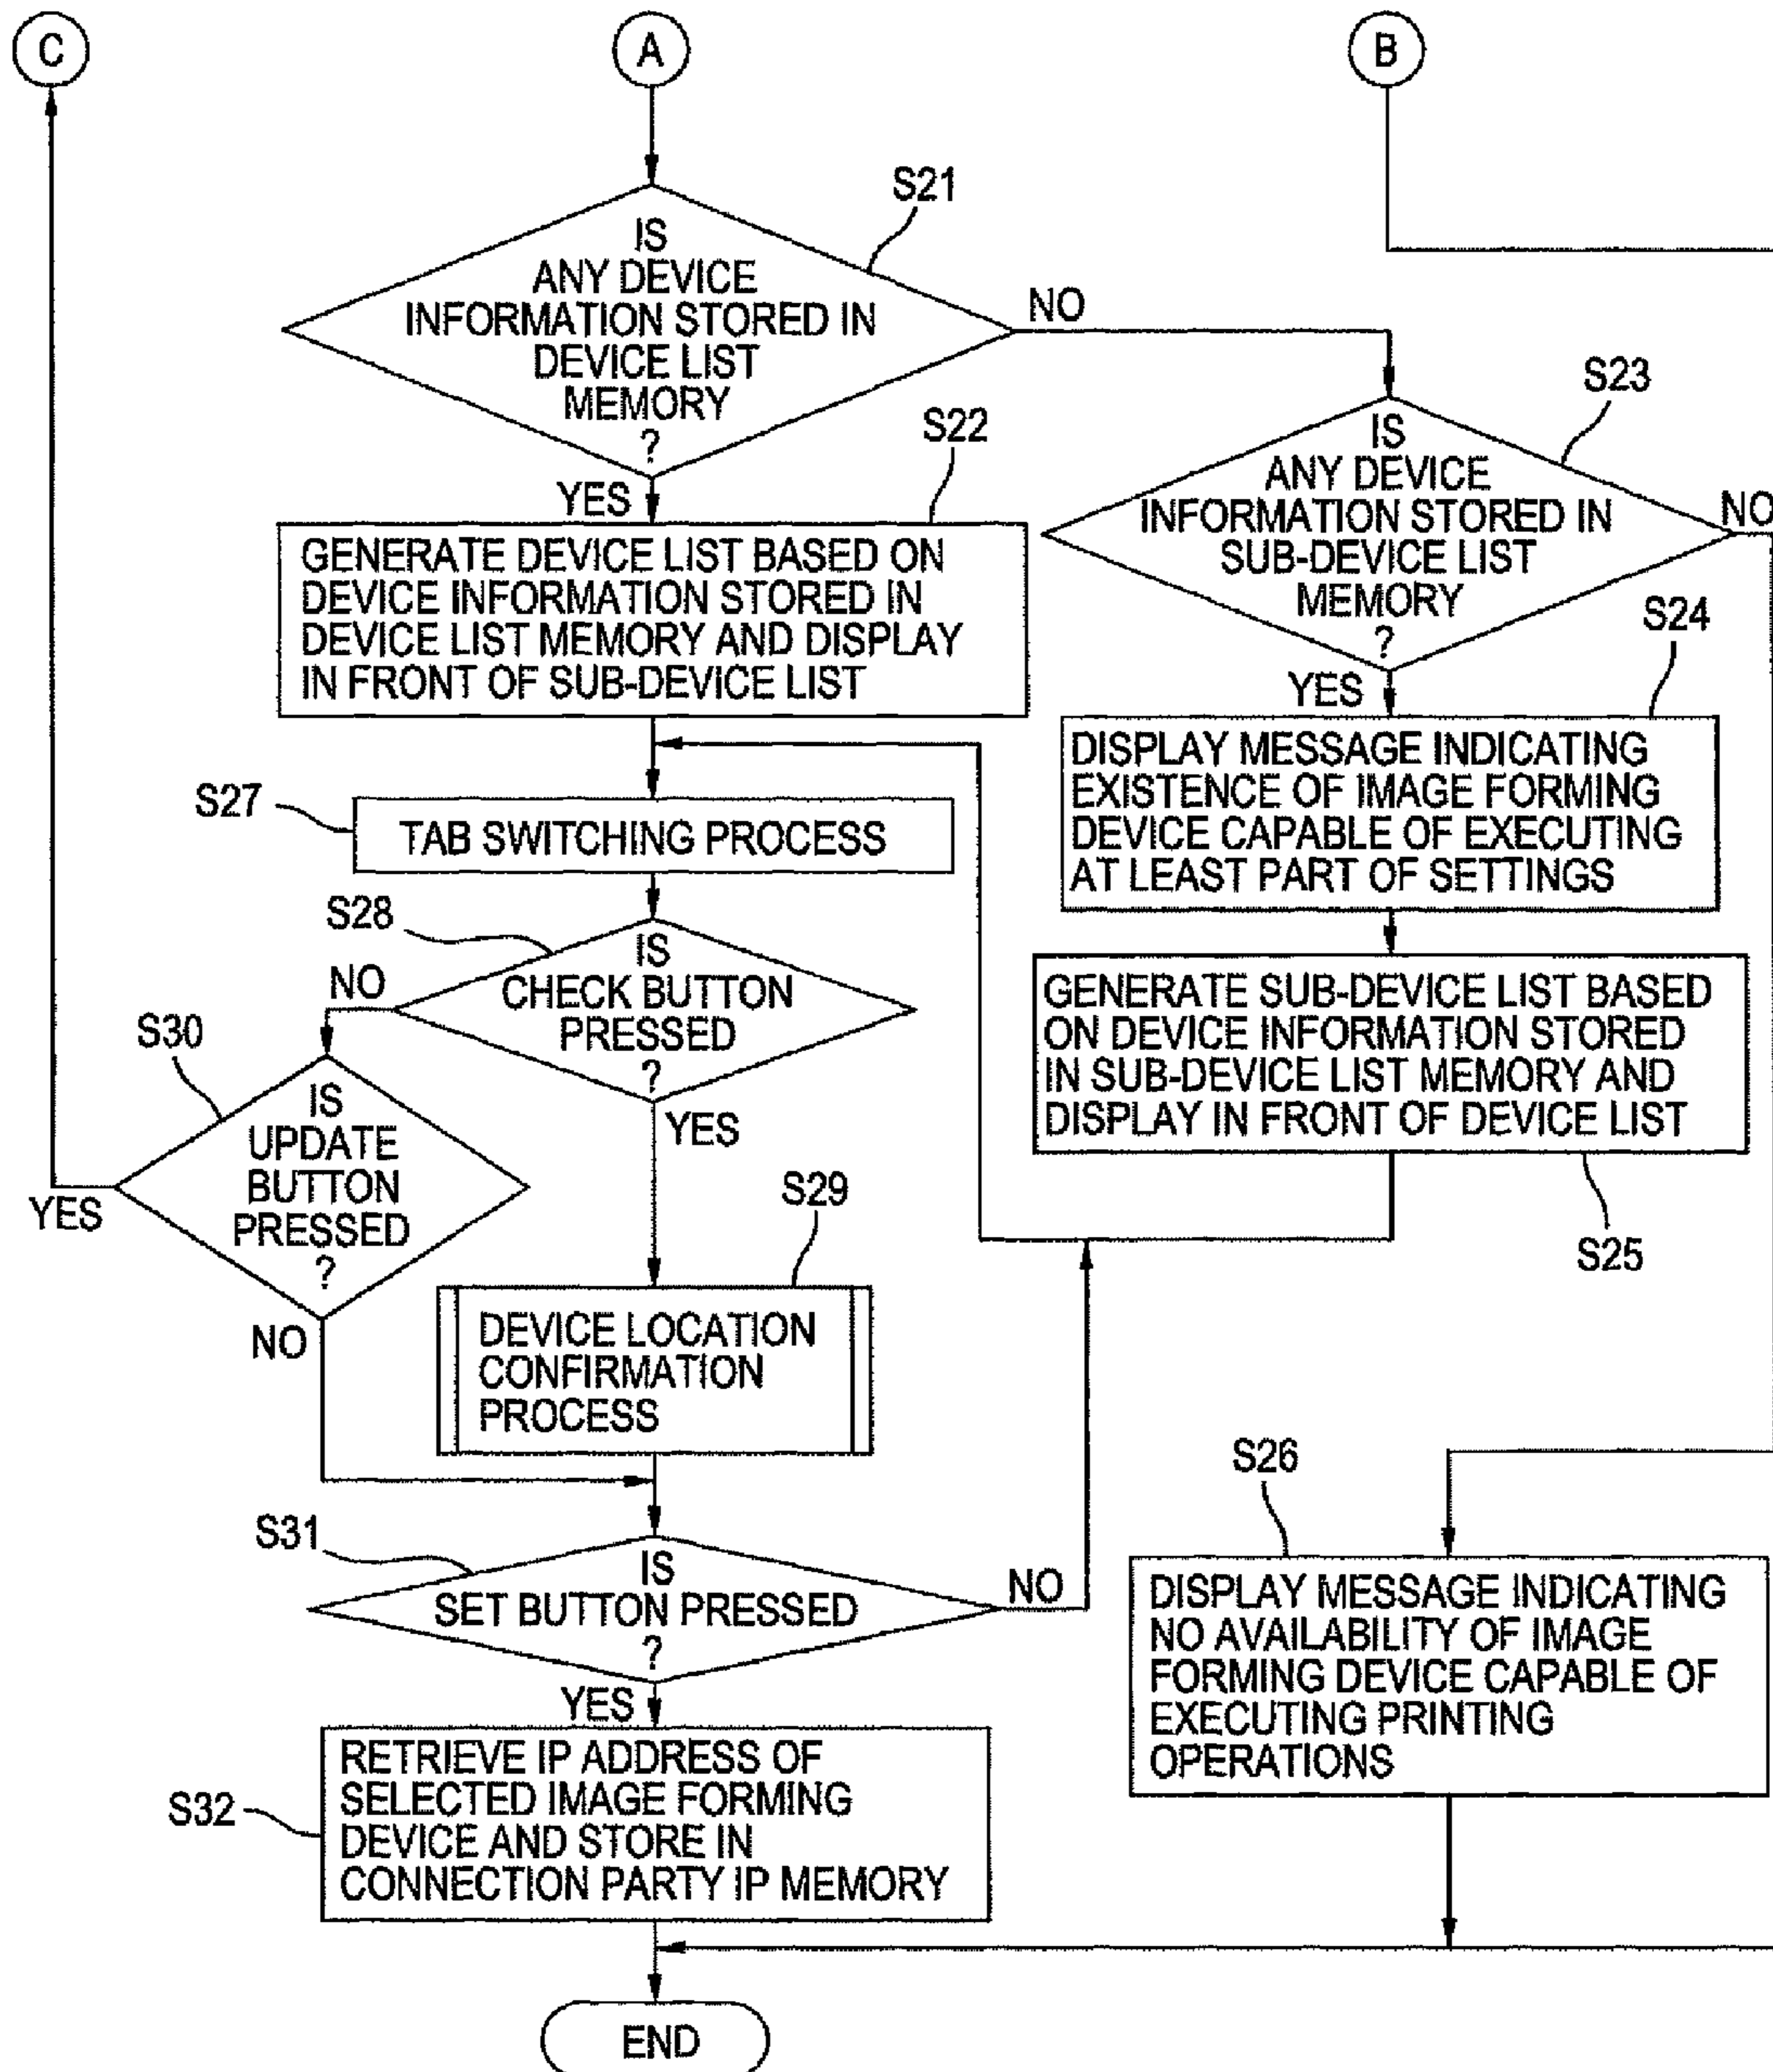 C
A
B
S21
IS
ANY DEVICE
INFORMATION STORED IN
DEVICE LIST
MEMORY
?
NO
YES
S22
GENERATE DEVICE LIST BASED ON
DEVICE INFORMATION STORED IN
DEVICE LIST MEMORY AND DISPLAY
IN FRONT OF SUB-DEVICE LIST
S23
IS
ANY DEVICE
INFORMATION STORED IN
SUB-DEVICE LIST
MEMORY
?
NO
YES
S24
DISPLAY MESSAGE INDICATING
EXISTENCE OF IMAGE FORMING
DEVICE CAPABLE OF EXECUTING
AT LEAST PART OF SETTINGS
S27
TAB SWITCHING PROCESS
S28
IS
CHECK BUTTON
PRESSED
?
NO
YES
GENERATE SUB-DEVICE LIST BASED
ON DEVICE INFORMATION STORED
IN SUB-DEVICE LIST MEMORY AND
DISPLAY IN FRONT OF DEVICE LIST
S25
S30
IS
UPDATE
BUTTON
PRESSED
?
YES
NO
S29
DEVICE LOCATION
CONFIRMATION
PROCESS
S31
IS
SET BUTTON PRESSED
?
NO
YES
S26
DISPLAY MESSAGE INDICATING
NO AVAILABILITY OF IMAGE
FORMING DEVICE CAPABLE OF
EXECUTING PRINTING
OPERATIONS
S32
RETRIEVE IP ADDRESS OF
SELECTED IMAGE FORMING
DEVICE AND STORE IN
CONNECTION PARTY IP MEMORY
END